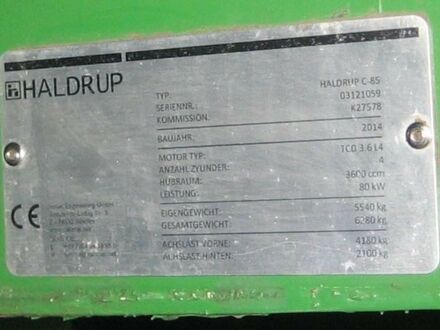 HALDRUP
TYP: HALDRUP C-85
SERIENNR.: 03121059
KOMMISSION: K27578
BAUJAHR: 2014
MOTOR TYP: TCD 3.6 L4
ANZAHL ZYLINDER: 4
HUBRAUM: 3600 ccm
LEISTUNG: 80 kW
EIGENGEWICHT: 5540 kg
GESAMTGEWICHT: 6280 kg
ACHSLAST VORNE: 4180 kg
ACHSLAST HINTEN: 2100 kg
CE